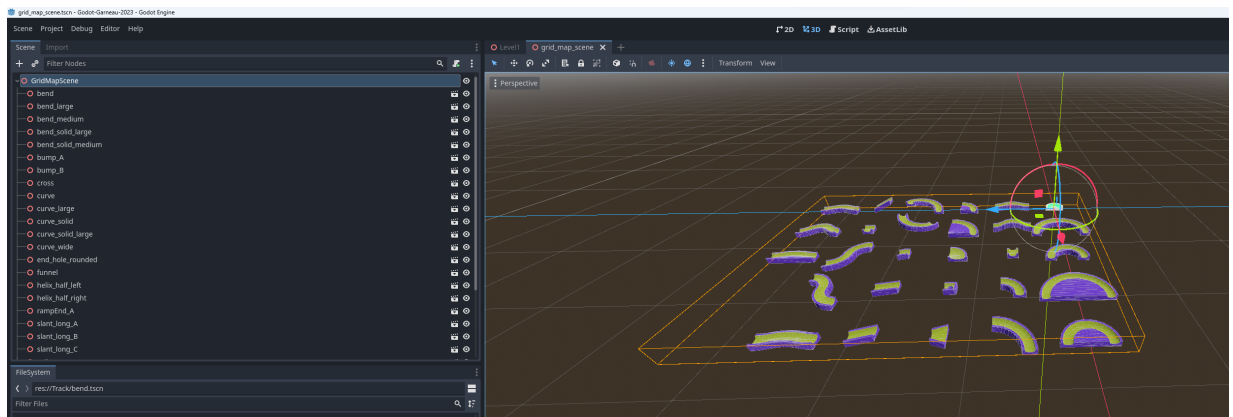 grid_map_scene.tscn - Godot-Garneau-2023 - Godot Engine
Scene Project Debug Editor Help
2D 3D Script AssetLib
Scene Import
Level1 grid_map_scene
Filter Nodes
Transform View
GridMapScene
Perspective
bend
bend_large
bend_medium
bend_solid_large
bend_solid_medium
bump_A
bump_B
cross
curve
curve_large
curve_solid
curve_solid_large
curve_wide
end_hole_rounded
funnel
helix_half_left
helix_half_right
rampEnd_A
slant_long_A
slant_long_B
slant_long_C
FileSystem
res://Track/bend.tscn
Filter Files